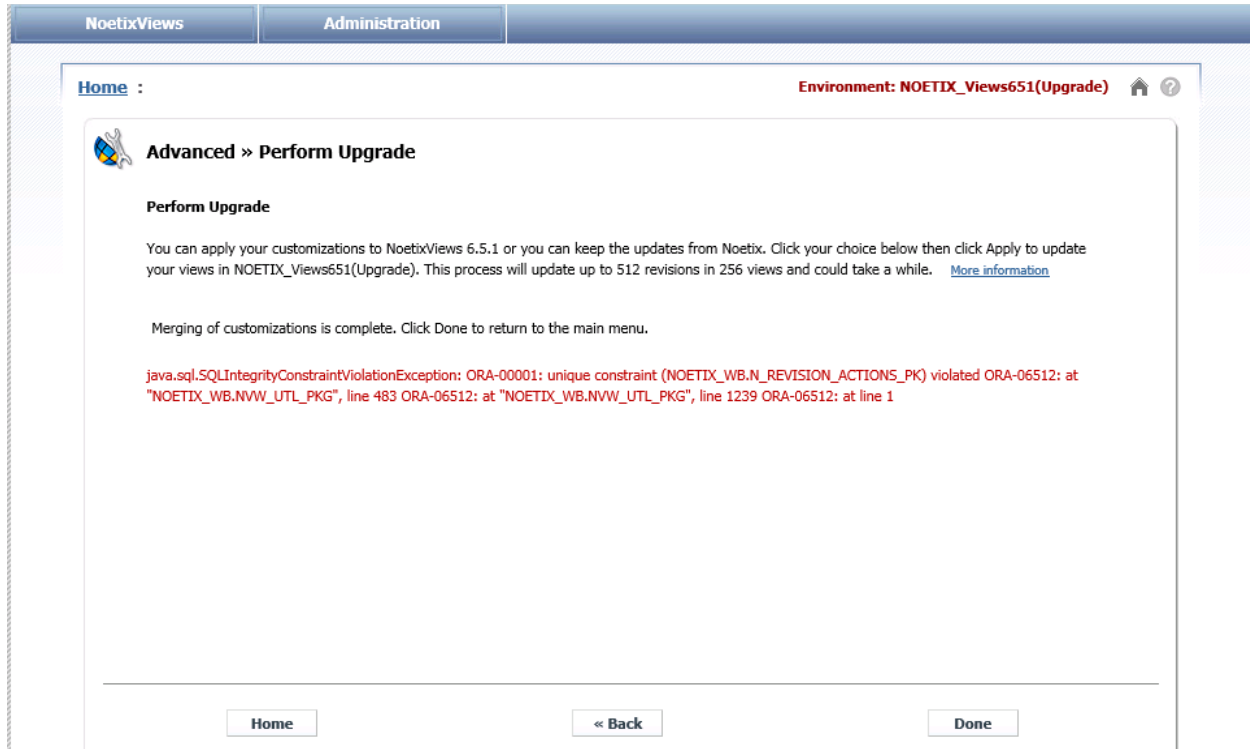 NoetixViews Administration
Home : Environment: NOETIX_Views651(Upgrade)
Advanced » Perform Upgrade
Perform Upgrade
You can apply your customizations to NoetixViews 6.5.1 or you can keep the updates from Noetix. Click your choice below then click Apply to update
your views in NOETIX_Views651(Upgrade). This process will update up to 512 revisions in 256 views and could take a while. More information
Merging of customizations is complete. Click Done to return to the main menu.
java.sql.SQLIntegrityConstraintViolationException: ORA-00001: unique constraint (NOETIX_WB.N_REVISION_ACTIONS_PK) violated ORA-06512: at
"NOETIX_WB.NVW_UTL_PKG", line 483 ORA-06512: at "NOETIX_WB.NVW_UTL_PKG", line 1239 ORA-06512: at line 1
Home « Back Done